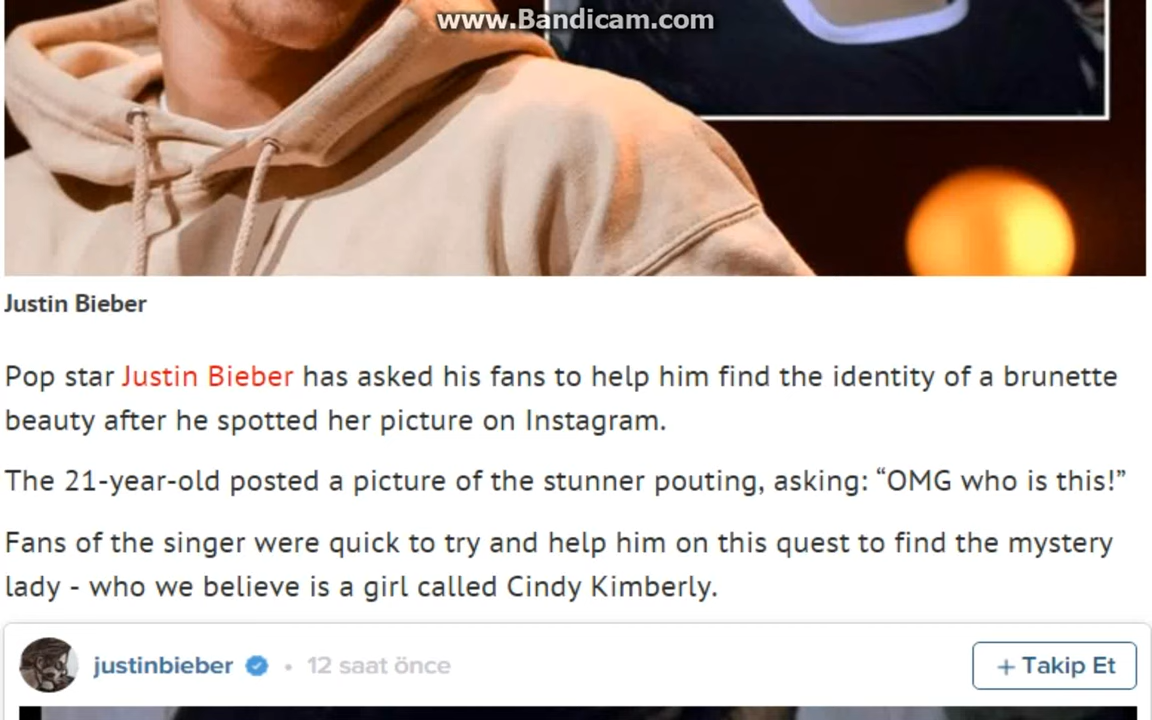 www.Bandicam.com
Justin Bieber
Pop star Justin Bieber has asked his fans to help him find the identity of a brunette
beauty after he spotted her picture on Instagram.
The 21-year-old posted a picture of the stunner pouting, asking: “OMG who is this!”
Fans of the singer were quick to try and help him on this quest to find the mystery
lady - who we believe is a girl called Cindy Kimberly.
justinbieber • 12 saat önce
+ Takip Et